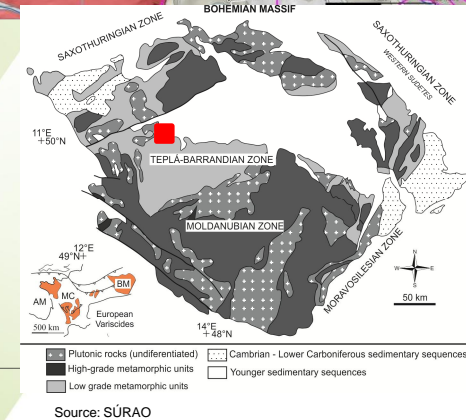 BOHEMIAN MASSIF
SAXOTHURINGIAN ZONE
SAXOTHURINGIAN ZONE
WESTERN SUDETES
11°E
+50°N
TEPLÁ-BARRANDIAN ZONE
MOLDANUBIAN ZONE
MORAVOSILESIAN ZONE
12°E
49°N+
N
W
E
S
50 km
AM
MC
BM
European
Variscides
500 km
14°E
+48°N
Plutonic rocks (undifferentiated)
Cambrian - Lower Carboniferous sedimentary sequences
High-grade metamorphic units
Younger sedimentary sequences
Low grade metamorphic units
Source: SÚRAO